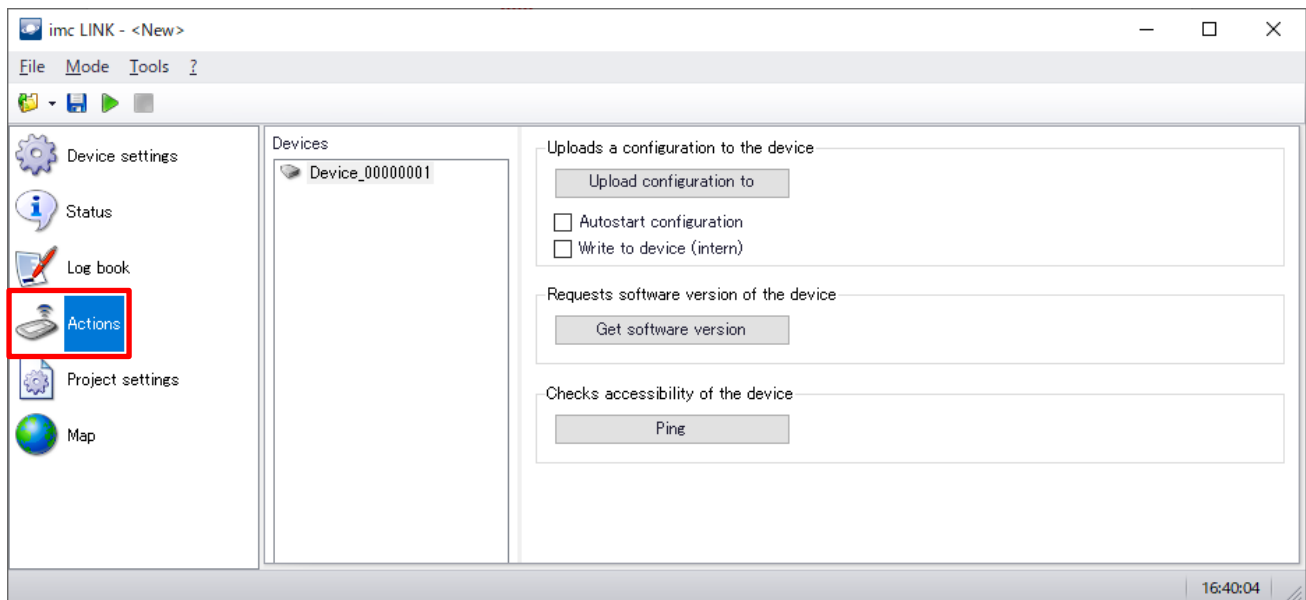 imc LINK - <New>
File Mode Tools ?
Device settings
Status
Log book
Actions
Project settings
Map
Devices
Device_00000001
Uploads a configuration to the device
Upload configuration to
Autostart configuration
Write to device (intern)
Requests software version of the device
Get software version
Checks accessibility of the device
Ping
16:40:04